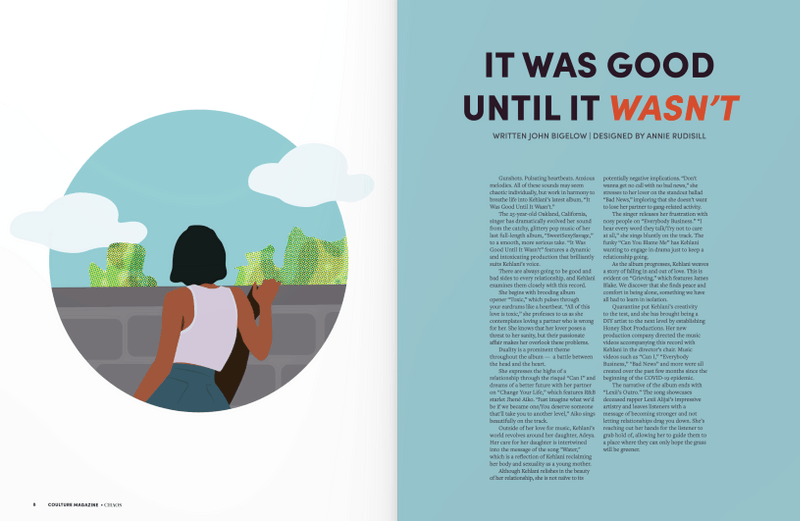 IT WAS GOOD
UNTIL IT WASN'T
WRITTEN JOHN BIGELOW | DESIGNED BY ANNIE RUDISILL
Gunshots. Pulsating heartbeats. Anxious
melodies. All of these sounds may seem
chaotic individually, but work in harmony to
breathe life into Kehlani's latest album, "It
Was Good Until It Wasn't."
The 25-year-old Oakland, California,
singer has dramatically evolved her sound
from the catchy, glittery pop music of her
last full-length album, "SweetSexySavage,"
to a smooth, more serious take. "It Was
Good Until It Wasn't" features a dynamic
and intoxicating production that brilliantly
suits Kehlani's voice.
There are always going to be good and
bad sides to every relationship, and Kehlani
examines them closely with this record.
She begins with brooding album
opener "Toxic," which pulses through
your eardrums like a heartbeat. "All of this
love is toxic," she professes to us as she
contemplates loving a partner who is wrong
for her. She knows that her lover poses a
threat to her safety, but their passionate
affair makes her overlook these problems.
Duality is a prominent theme
throughout the album — a battle between
the head and the heart.
She expresses the highs of a
relationship through the risqué "Can I" and
dreams of a better future with her partner
on "Change Your Life," which features R&B
starlet Jhené Aiko. "Just imagine what we'd
be if we became one/You deserve someone
that'll take you to another level," Aiko sings
beautifully on the track.
Outside of her love for music, Kehlani's
world revolves around her daughter, Adeya.
Her care for her daughter is intertwined
into the message of the song "Water,"
which is a reflection of Kehlani reclaiming
her body and sexuality as a young mother.
Although Kehlani relishes in the beauty
of her relationship, she is not naive to its
potentially negative implications. "Don't
wanna get no call with no bad news," she
stresses to her lover on the standout ballad
"Bad News," imploring that she doesn't want
to lose her partner to gang-related activity.
The singer releases her frustration with
nosy people on "Everybody Business." "I
hear every word they talk/Try not to care
at all," she sings bluntly on the track. The
funky "Can You Blame Me" has Kehlani
wanting to engage in drama just to keep a
relationship going.
As the album progresses, Kehlani weaves
a story of falling in and out of love. This is
evident on "Grieving," which features James
Blake. We discover that she finds peace and
comfort in being alone, something we have
all had to learn in isolation.
Quarantine put Kehlani's creativity
to the test, and she has brought being a
DIY artist to the next level by establishing
Honey Shot Productions. Her new
production company directed the music
videos accompanying this record with
Kehlani in the director's chair. Music
videos such as "Can I," "Everybody
Business," "Bad News" and more were all
created over the past few months since the
beginning of the COVID-19 epidemic.
The narrative of the album ends with
"Lexii's Outro." The song showcases
deceased rapper Lexii Alijai's impressive
artistry and leaves listeners with a
message of becoming stronger and not
letting relationships drag you down. She's
reaching out her hands for the listener to
grab hold of, allowing her to guide them to
a place where they can only hope the grass
will be greener.
8 COULTURE MAGAZINE • CHAOS